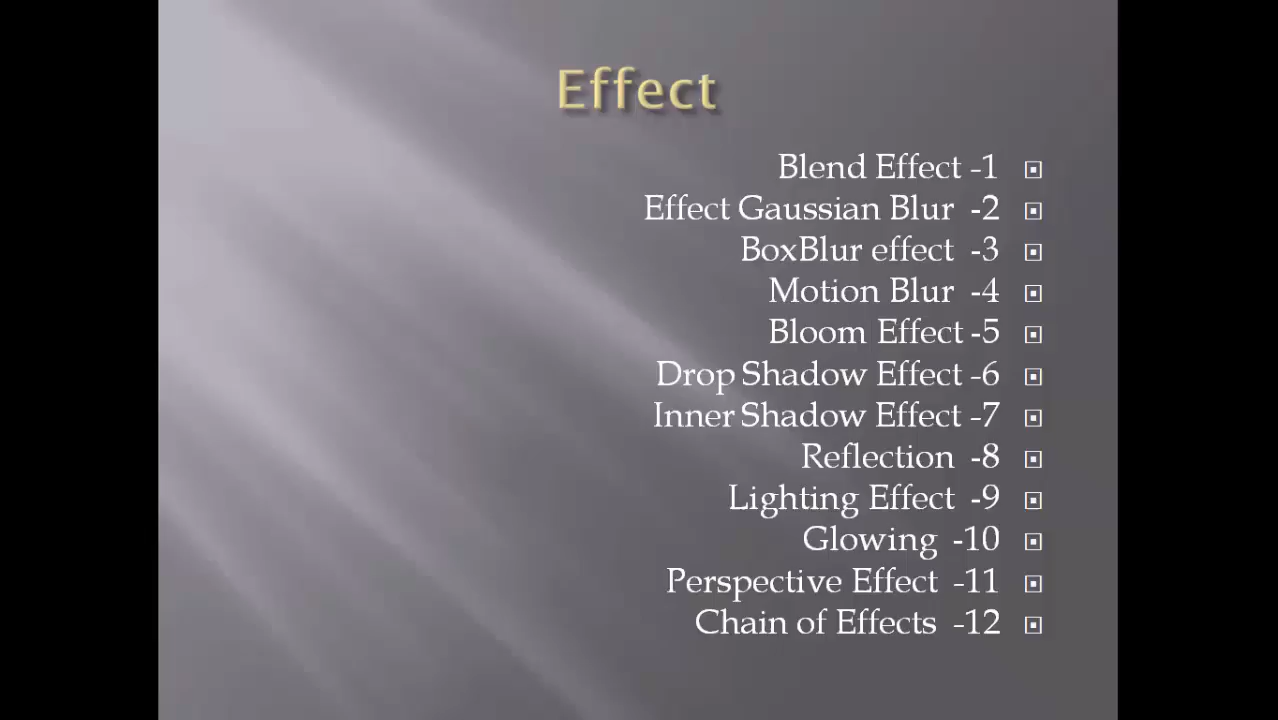 Effect
Blend Effect -1
Effect Gaussian Blur -2
BoxBlur effect -3
Motion Blur -4
Bloom Effect -5
Drop Shadow Effect -6
Inner Shadow Effect -7
Reflection -8
Lighting Effect -9
Glowing -10
Perspective Effect -11
Chain of Effects -12